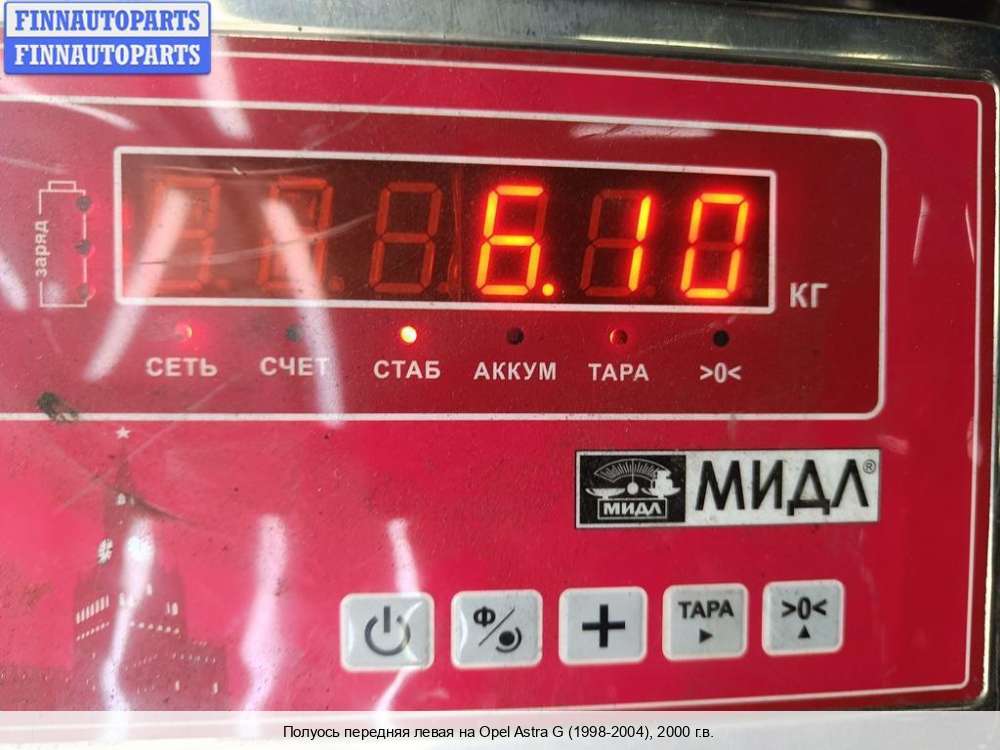 FINNAUTOPARTS
FINNAUTOPARTS
заряд
6.10
КГ
СЕТЬ СЧЕТ СТАБ АККУМ ТАРА >0<
МИДЛ МИДЛ®
Ф ТАРА >0<
Полуось передняя левая на Opel Astra G (1998-2004), 2000 г.в.